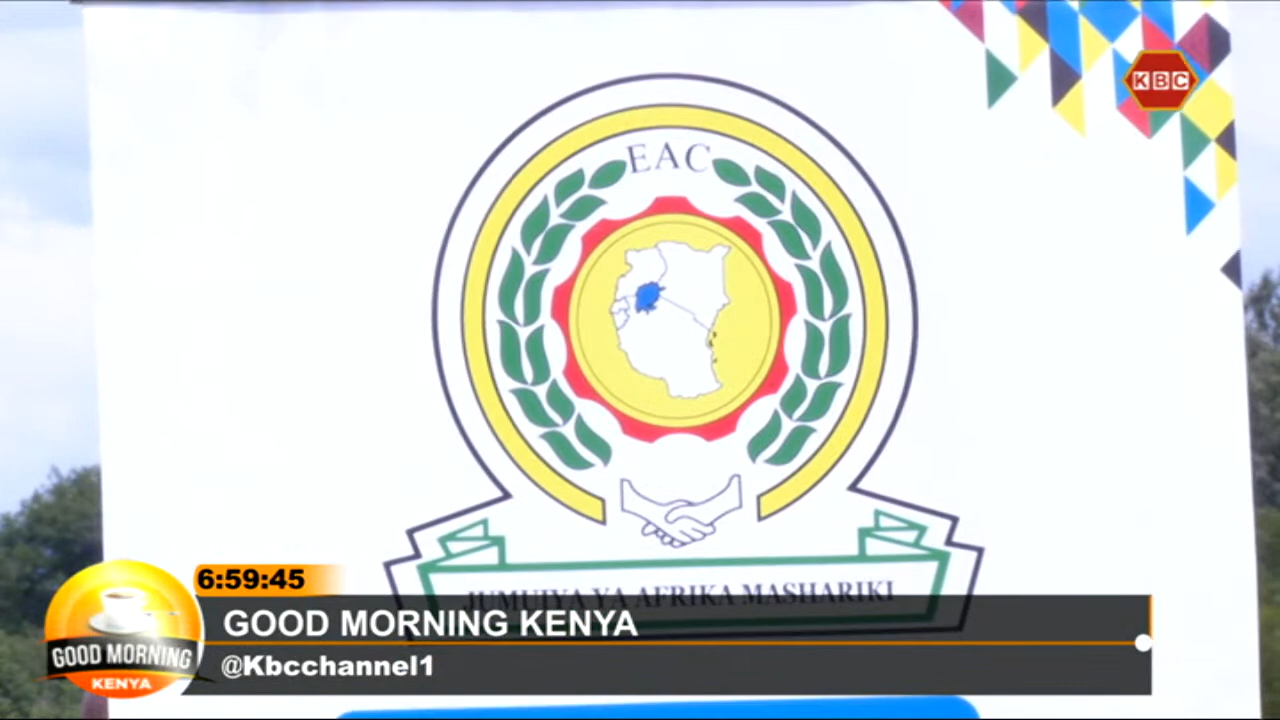 KBC
EAC
JUMUIYA YA AFRIKA MASHARIKI
6:59:45
GOOD MORNING KENYA
@Kbcchannel1
GOOD MORNING
KENYA